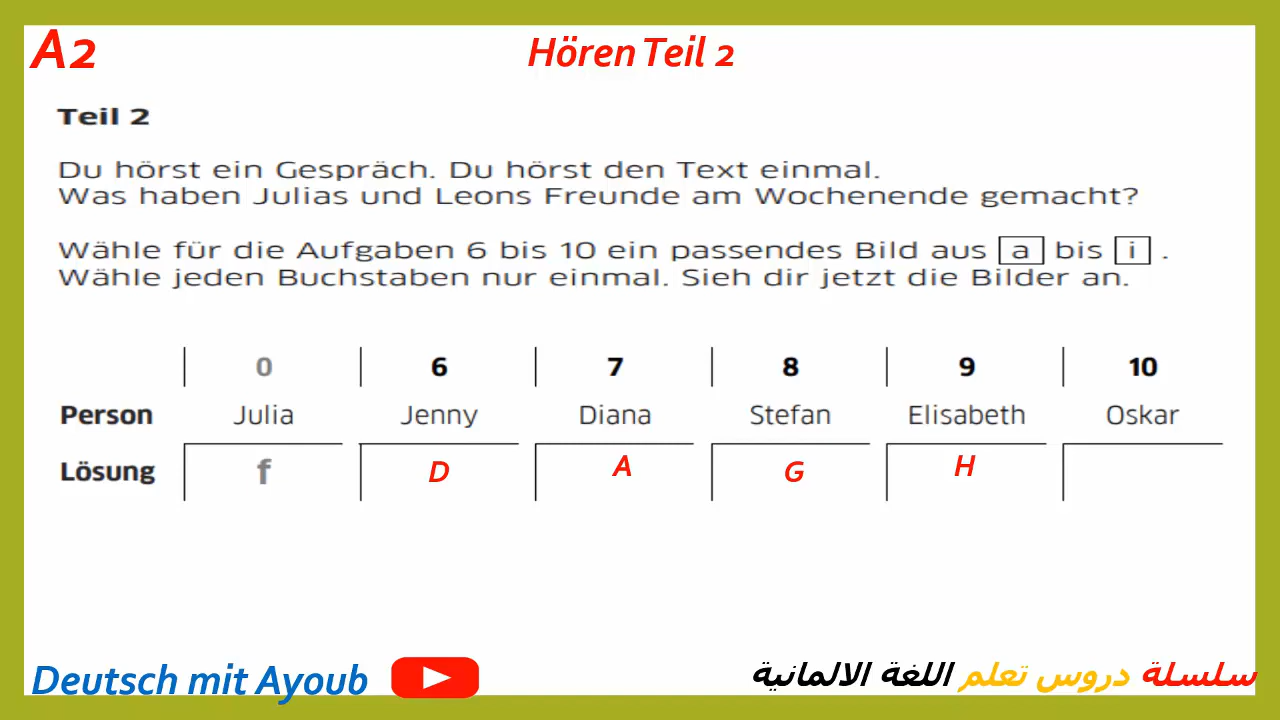 A2
Hören Teil 2
Teil 2
Du hörst ein Gespräch. Du hörst den Text einmal.
Was haben Julias und Leons Freunde am Wochenende gemacht?
Wähle für die Aufgaben 6 bis 10 ein passendes Bild aus a bis i .
Wähle jeden Buchstaben nur einmal. Sieh dir jetzt die Bilder an.
0 6 7 8 9 10
Person Julia Jenny Diana Stefan Elisabeth Oskar
Lösung f D A G H
Deutsch mit Ayoub
سلسلة دروس تعلم اللغة الالمانية